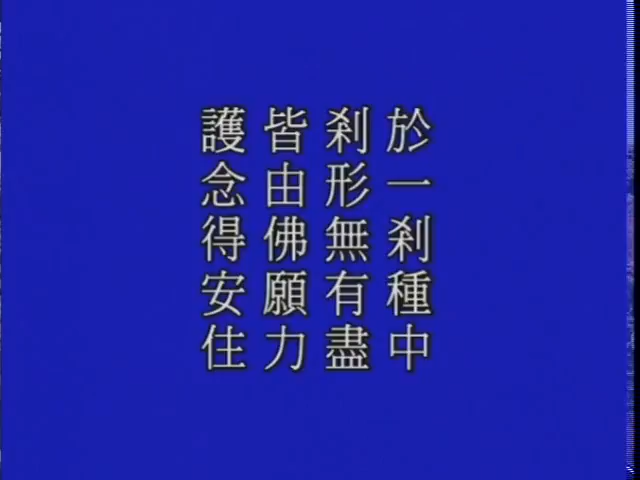 於一剎種中
剎形無有盡
皆由佛願力
護念得安住